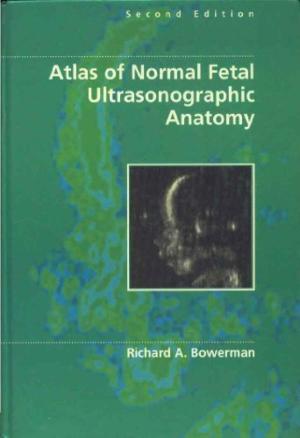 Second Edition
Atlas of Normal Fetal
Ultrasonographic
Anatomy
Richard A. Bowerman